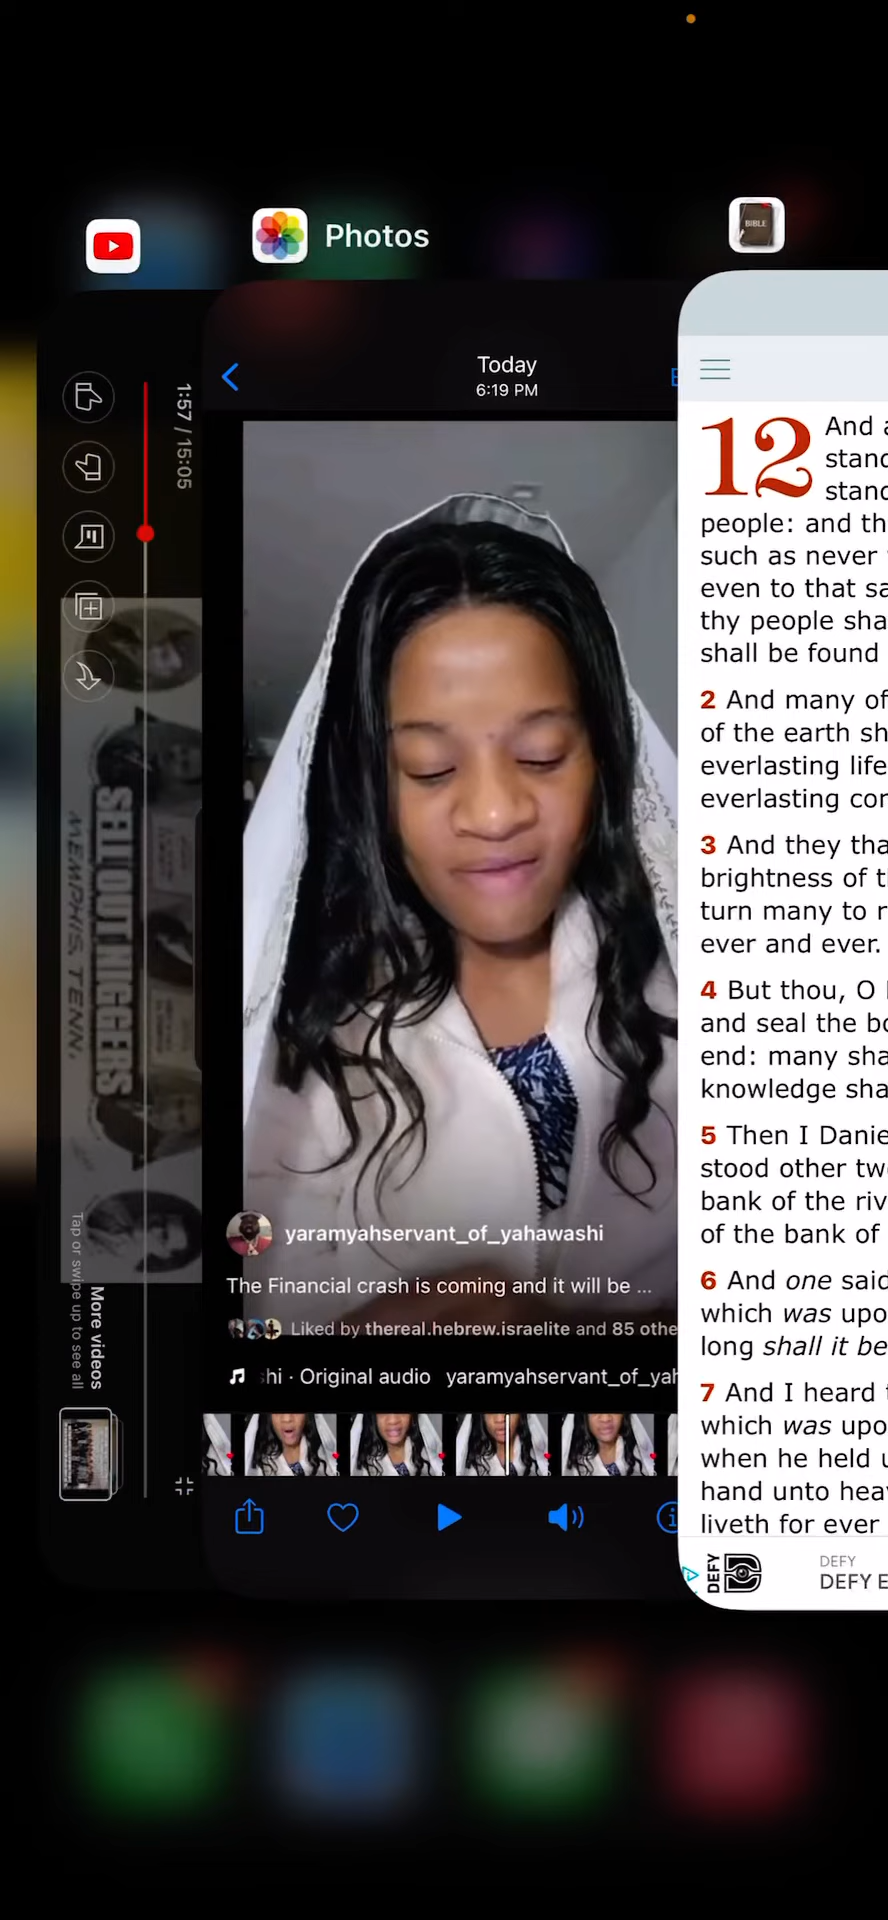 Photos
BIBLE
1:57 / 15:05
SELLOUT NIGGERS
MEMPHIS, TENN.
More videos
Tap or swipe up to see all
Today
6:19 PM
yaramyahservant_of_yahawashi
The Financial crash is coming and it will be ...
Liked by thereal.hebrew.israelite and 85 othe
shi · Original audio yaramyahservant_of_yah
12 And a
stand
stand
people: and th
such as never
even to that sa
thy people sha
shall be found
2 And many of
of the earth sh
everlasting life
everlasting con
3 And they tha
brightness of th
turn many to r
ever and ever.
4 But thou, O
and seal the bo
end: many sha
knowledge sha
5 Then I Danie
stood other tw
bank of the riv
of the bank of
6 And one said
which was upo
long shall it be
7 And I heard
which was upo
when he held u
hand unto heav
liveth for ever
DEFY
DEFY
DEFY E